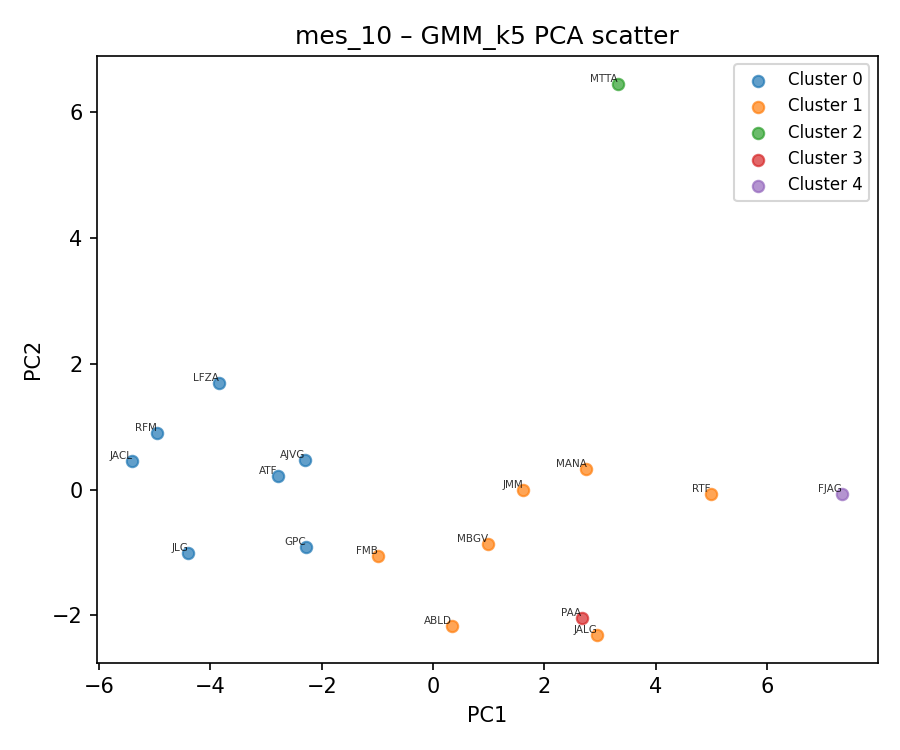 mes_10 – GMM_k5 PCA scatter
MTTA
Cluster 0
Cluster 1
Cluster 2
Cluster 3
Cluster 4
6
4
2
0
−2
PC2
LFZA
RFM
JACL
AJVG
ATF
MANA
JMM
RTF
FJAG
JLG
GPC
FMB
MBGV
ABLD
PAA
JALG
−6
−4
−2
0
2
4
6
PC1